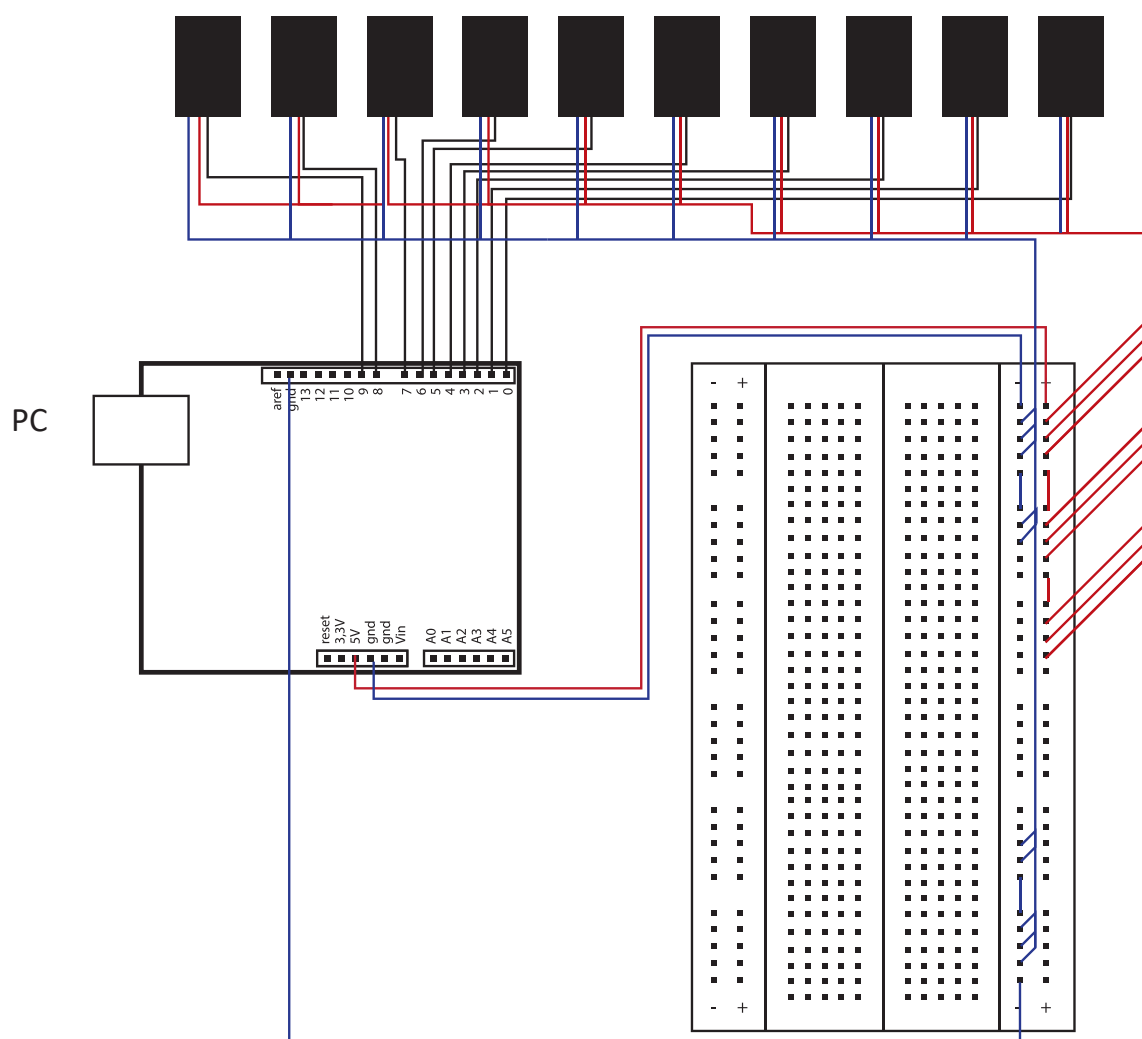 aref
gnd
13
12
11
10
9
8
7
6
5
4
3
2
1
0
PC
- +
- +
reset
3,3V
5V
gnd
gnd
Vin
A0
A1
A2
A3
A4
A5
- +
- +